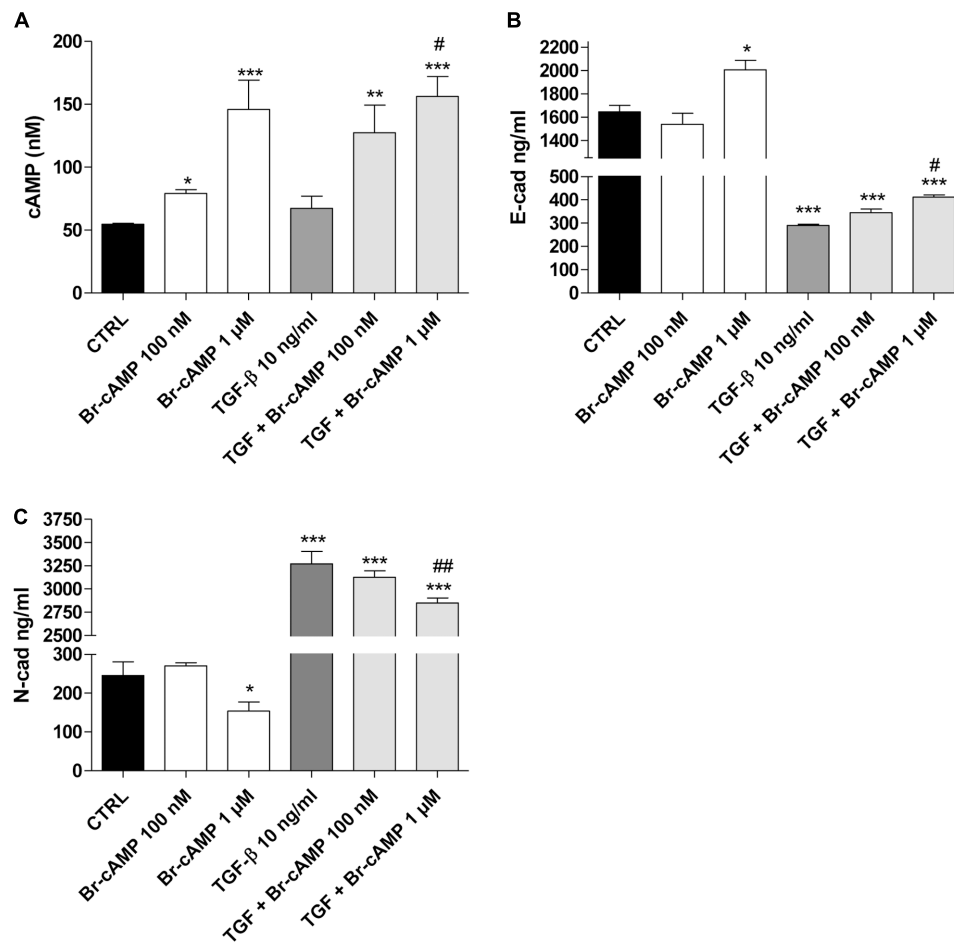 A
cAMP (nM)
200
150
100
50
0
*
***
**
#
***
CTRL
Br-cAMP 100 nM
Br-cAMP 1 µM
TGF-β 10 ng/ml
TGF + Br-cAMP 100 nM
TGF + Br-cAMP 1 µM
B
E-cad ng/ml
2200
2000
1800
1600
1400
500
400
300
200
100
0
*
***
***
#
***
CTRL
Br-cAMP 100 nM
Br-cAMP 1 µM
TGF-β 10 ng/ml
TGF + Br-cAMP 100 nM
TGF + Br-cAMP 1 µM
C
N-cad ng/ml
3750
3500
3250
3000
2750
2500
300
200
100
0
*
***
***
##
***
CTRL
Br-cAMP 100 nM
Br-cAMP 1 µM
TGF-β 10 ng/ml
TGF + Br-cAMP 100 nM
TGF + Br-cAMP 1 µM